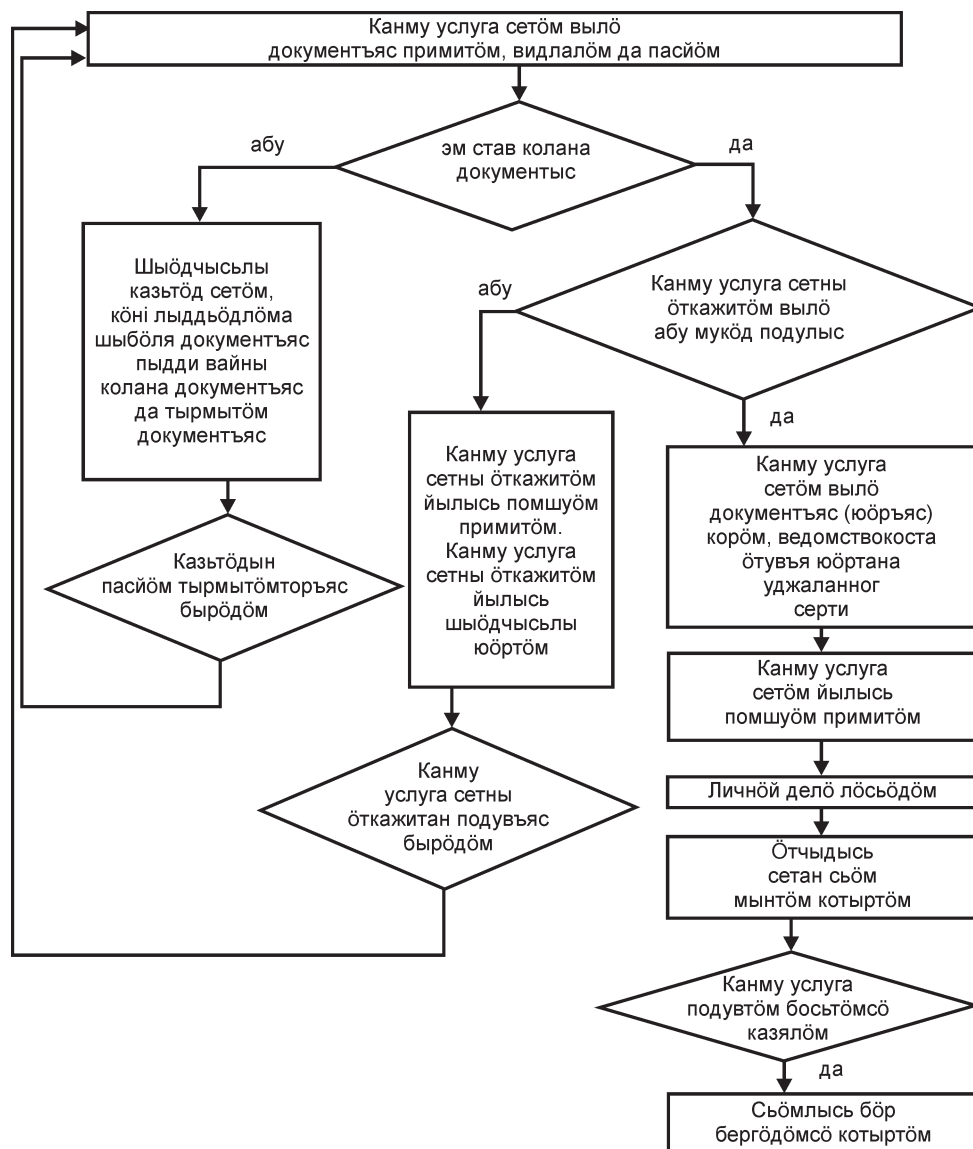 Канму услуга сетӧм вылӧ
документъяс примитӧм, видлалӧм да пасйӧм
эм став колана
документыс
абу
да
Шыӧдчысьлы
казьтӧд сетӧм,
кӧні лыддьӧдлӧма
шыбӧля документъяс
пыдди вайны
колана документъяс
да тырмытӧм
документъяс
Канму услуга сетны
ӧткажитӧм вылӧ
абу мукӧд подулыс
абу
да
Казьтӧдын
пасйӧм тырмытӧмторъяс
бырӧдӧм
Канму услуга
сетны ӧткажитӧм
йылысь помшуӧм
примитӧм.
Канму услуга
сетны ӧткажитӧм
йылысь
шыӧдчысьлы
юӧртӧм
Канму услуга
сетӧм вылӧ
документъяс (юӧръяс)
корӧм, ведомствокоста
ӧтувъя юӧртана
уджаланног
серти
Канму услуга
сетӧм йылысь
помшуӧм примитӧм
Канму
услуга сетны
ӧткажитан подувъяс
бырӧдӧм
Личнӧй делӧ лӧсьӧдӧм
Ӧтчыдысь
сетан сьӧм
мынтӧм котыртӧм
Канму услуга
подувтӧм босьтӧмсӧ
казялӧм
да
Сьӧмлысь бӧр
бергӧдӧмсӧ котыртӧм